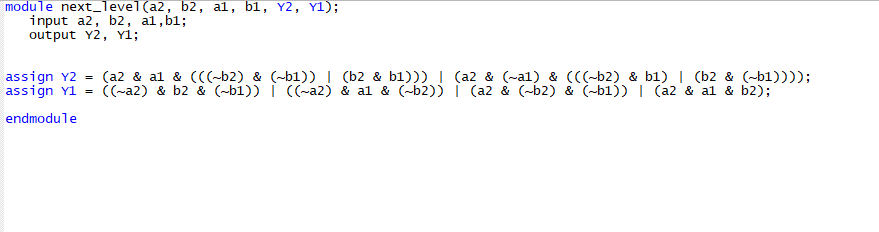 module next_level(a2, b2, a1, b1, Y2, Y1);
input a2, b2, a1,b1;
output Y2, Y1;
assign Y2 = (a2 & a1 & (((~b2) & (~b1)) | (b2 & b1))) | (a2 & (~a1) & (((~b2) & b1) | (b2 & (~b1))));
assign Y1 = ((~a2) & b2 & (~b1)) | ((~a2) & a1 & (~b2)) | (a2 & (~b2) & (~b1)) | (a2 & a1 & b2);
endmodule